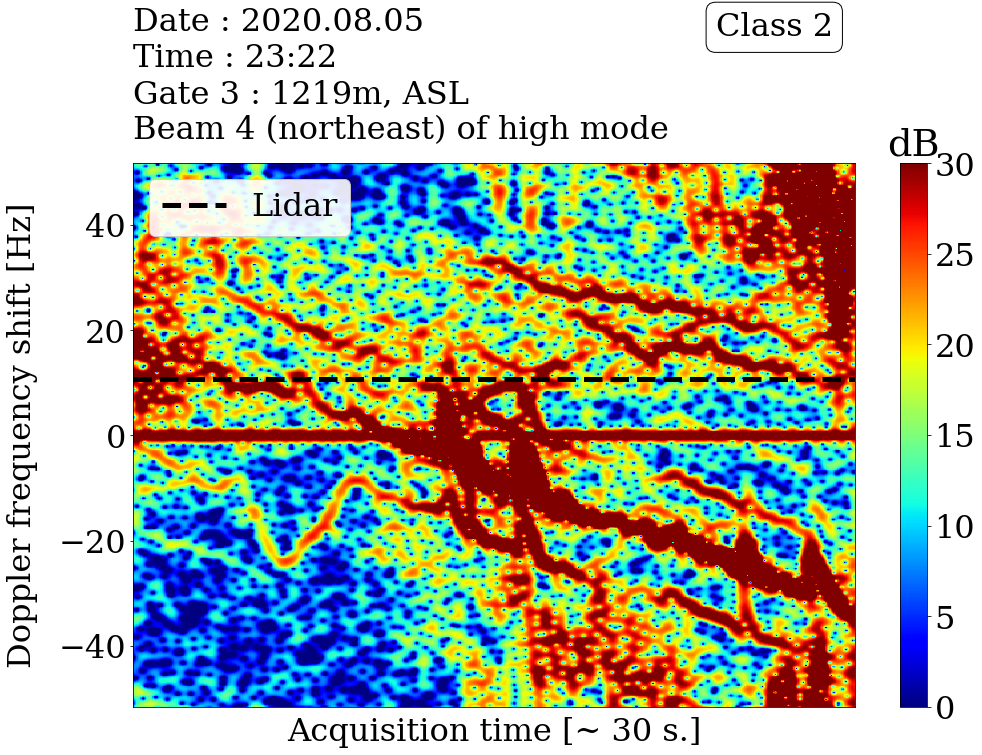 Date : 2020.08.05
Time : 23:22
Gate 3 : 1219m, ASL
Beam 4 (northeast) of high mode
Class 2
dB
Lidar
Doppler frequency shift [Hz]
40
20
0
−20
−40
30
25
20
15
10
5
0
Acquisition time [~ 30 s.]